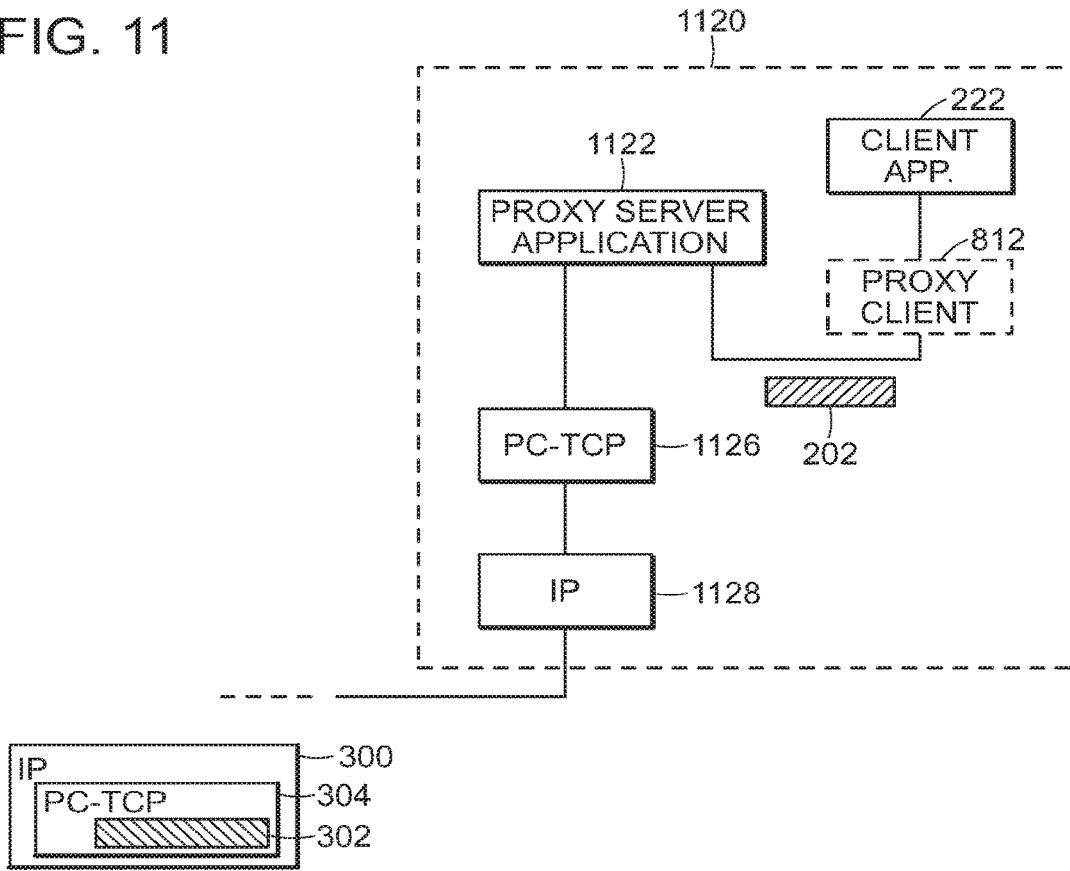 FIG. 11
1120
222
CLIENT
APP.
1122
PROXY SERVER
APPLICATION
812
PROXY
CLIENT
202
PC-TCP
1126
IP
1128
IP
300
PC-TCP
304
302